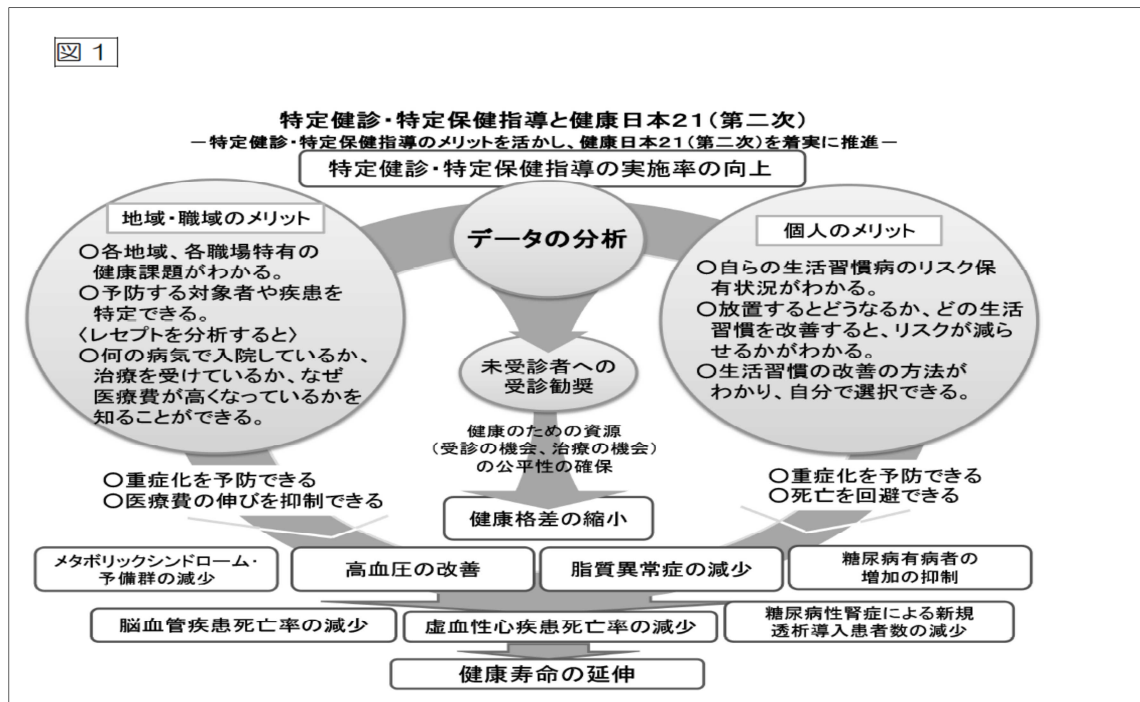 図１
特定健診・特定保健指導と健康日本21(第二次)
－特定健診・特定保健指導のメリットを活かし、健康日本21(第二次)を着実に推進－
特定健診・特定保健指導の実施率の向上
地域・職域のメリット
○各地域、各職場特有の
健康課題がわかる。
○予防する対象者や疾患を
特定できる。
〈レセプトを分析すると〉
○何の病気で入院しているか、
治療を受けているか、なぜ
医療費が高くなっているかを
知ることができる。
○重症化を予防できる
○医療費の伸びを抑制できる
データの分析
未受診者への
受診勧奨
健康のための資源
(受診の機会、治療の機会)
の公平性の確保
健康格差の縮小
個人のメリット
○自らの生活習慣病のリスク保
有状況がわかる。
○放置するとどうなるか、どの生活
習慣を改善すると、リスクが減ら
せるかがわかる。
○生活習慣の改善の方法が
わかり、自分で選択できる。
○重症化を予防できる
○死亡を回避できる
メタボリックシンドローム・
予備群の減少
高血圧の改善
脂質異常症の減少
糖尿病有病者の
増加の抑制
脳血管疾患死亡率の減少
虚血性心疾患死亡率の減少
糖尿病性腎症による新規
透析導入患者数の減少
健康寿命の延伸